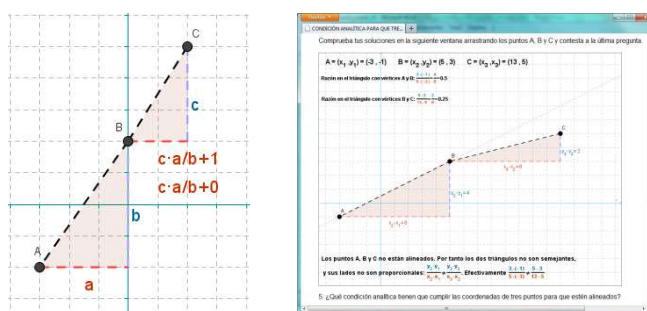 C
B
c
c·a/b+1
c·a/b+0
b
A
a
CONDICIÓN ANALÍTICA PARA QUE TRE...
Comprueba tus soluciones en la siguiente ventana arrastrando los puntos A, B y C y contesta a la última pregunta.
A = (x₁ ,y₁) = (-3 , -1) B = (x₂ ,y₂) = (5 , 3) C = (x₃ ,x₃) = (13 , 5)
Razón en el triángulo con vértices A y B:
Razón en el triángulo con vértices B y C:
=0.25
C
B
A
Los puntos A, B y C no están alineados. Por tanto los dos triángulos no son semejantes,
y sus lados no son proporcionales: Efectivamente
5. ¿Qué condición analítica tienen que cumplir las coordenadas de tres puntos para que estén alineados?